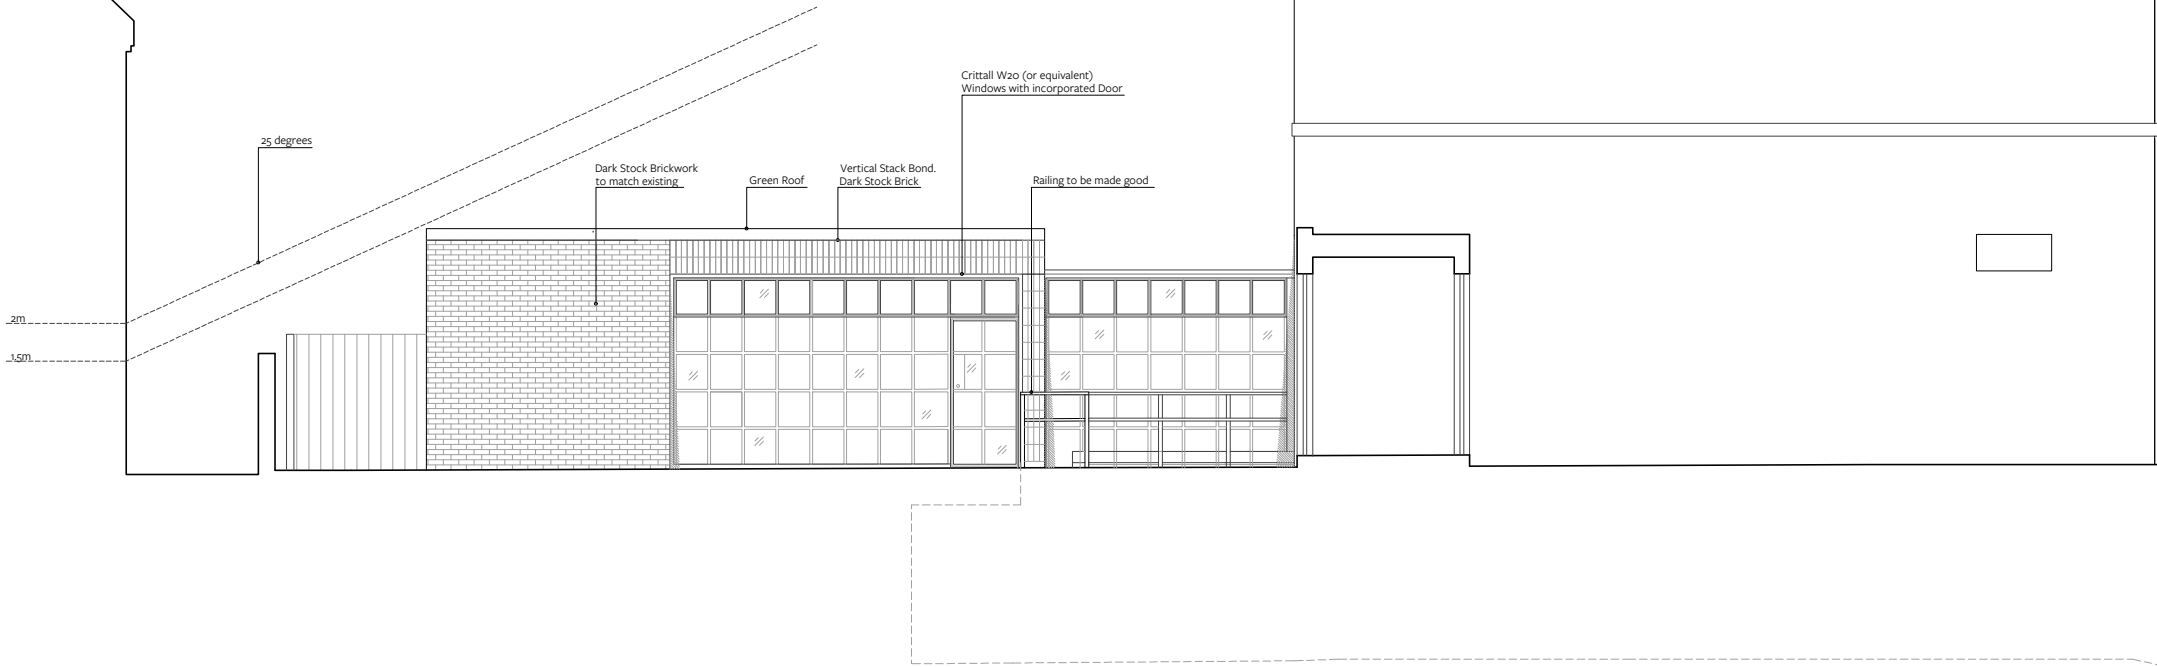 Crittall W20 (or equivalent)
Windows with incorporated Door
25 degrees
Dark Stock Brickwork
to match existing
Green Roof
Vertical Stack Bond.
Dark Stock Brick
Railing to be made good
2m
1.5m